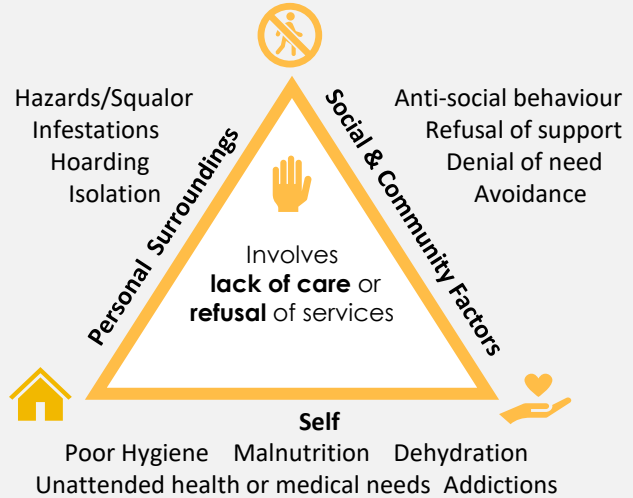 Hazards/Squalor
Infestations
Hoarding
Isolation
Personal Surroundings
Anti-social behaviour
Refusal of support
Denial of need
Avoidance
Social & Community Factors
Involves
lack of care or
refusal of services
Self
Poor Hygiene Malnutrition Dehydration
Unattended health or medical needs Addictions